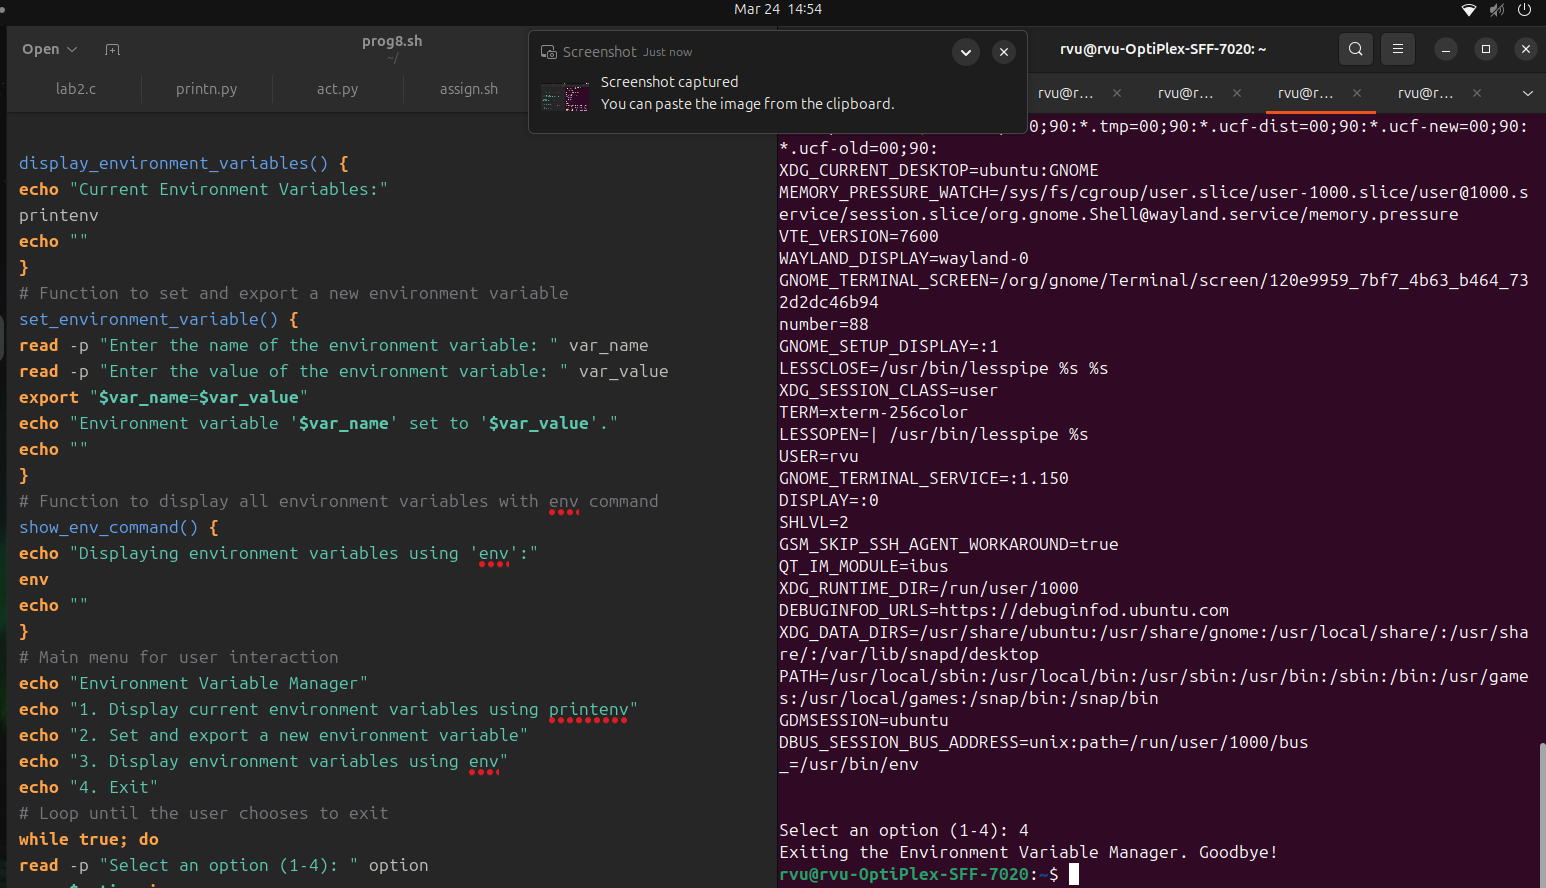 Mar 24 14:54
Open
prog8.sh
~/
lab2.c
printn.py
act.py
assign.sh
Screenshot Just now
Screenshot captured
You can paste the image from the clipboard.
rvu@rvu-OptiPlex-SFF-7020: ~
rvu@r...
rvu@r...
rvu@r...
rvu@r...
display_environment_variables() {
echo "Current Environment Variables:"
printenv
echo ""
}
# Function to set and export a new environment variable
set_environment_variable() {
read -p "Enter the name of the environment variable: " var_name
read -p "Enter the value of the environment variable: " var_value
export "$var_name=$var_value"
echo "Environment variable '$var_name' set to '$var_value'."
echo ""
}
# Function to display all environment variables with env command
show_env_command() {
echo "Displaying environment variables using 'env':"
env
echo ""
}
# Main menu for user interaction
echo "Environment Variable Manager"
echo "1. Display current environment variables using printenv"
echo "2. Set and export a new environment variable"
echo "3. Display environment variables using env"
echo "4. Exit"
# Loop until the user chooses to exit
while true; do
read -p "Select an option (1-4): " option
;90:*.tmp=00;90:*.ucf-dist=00;90:*.ucf-new=00;90:
*.ucf-old=00;90:
XDG_CURRENT_DESKTOP=ubuntu:GNOME
MEMORY_PRESSURE_WATCH=/sys/fs/cgroup/user.slice/user-1000.slice/user@1000.s
ervice/session.slice/org.gnome.Shell@wayland.service/memory.pressure
VTE_VERSION=7600
WAYLAND_DISPLAY=wayland-0
GNOME_TERMINAL_SCREEN=/org/gnome/Terminal/screen/120e9959_7bf7_4b63_b464_73
2d2dc46b94
number=88
GNOME_SETUP_DISPLAY=:1
LESSCLOSE=/usr/bin/lesspipe %s %s
XDG_SESSION_CLASS=user
TERM=xterm-256color
LESSOPEN=| /usr/bin/lesspipe %s
USER=rvu
GNOME_TERMINAL_SERVICE=:1.150
DISPLAY=:0
SHLVL=2
GSM_SKIP_SSH_AGENT_WORKAROUND=true
QT_IM_MODULE=ibus
XDG_RUNTIME_DIR=/run/user/1000
DEBUGINFOD_URLS=https://debuginfod.ubuntu.com
XDG_DATA_DIRS=/usr/share/ubuntu:/usr/share/gnome:/usr/local/share/:/usr/sha
re/:/var/lib/snapd/desktop
PATH=/usr/local/sbin:/usr/local/bin:/usr/sbin:/usr/bin:/sbin:/bin:/usr/game
s:/usr/local/games:/snap/bin:/snap/bin
GDMSESSION=ubuntu
DBUS_SESSION_BUS_ADDRESS=unix:path=/run/user/1000/bus
_=/usr/bin/env
Select an option (1-4): 4
Exiting the Environment Variable Manager. Goodbye!
rvu@rvu-OptiPlex-SFF-7020:~$